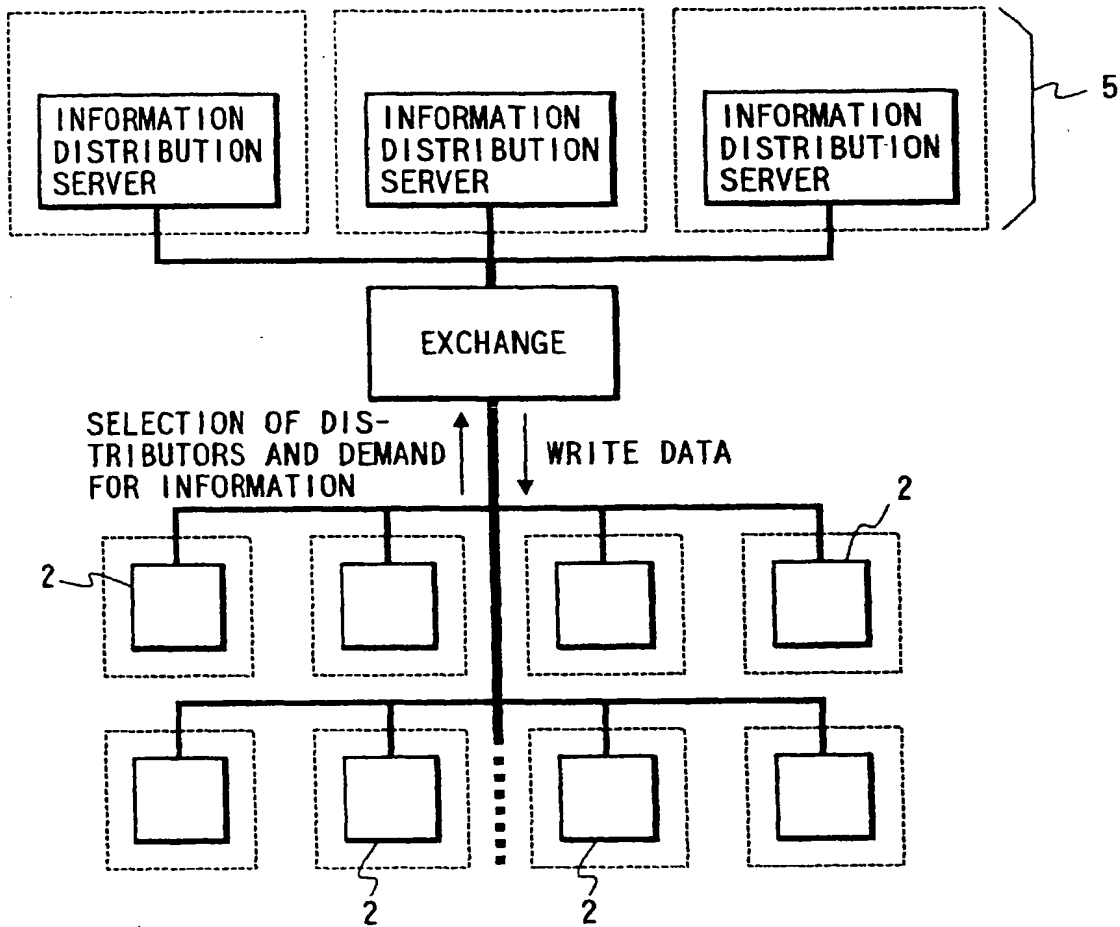 INFORMATION
DISTRIBUTION
SERVER
INFORMATION
DISTRIBUTION
SERVER
INFORMATION
DISTRIBUTION
SERVER
5
EXCHANGE
SELECTION OF DIS-
TRIBUTORS AND DEMAND
FOR INFORMATION
WRITE DATA
2
2
2
2